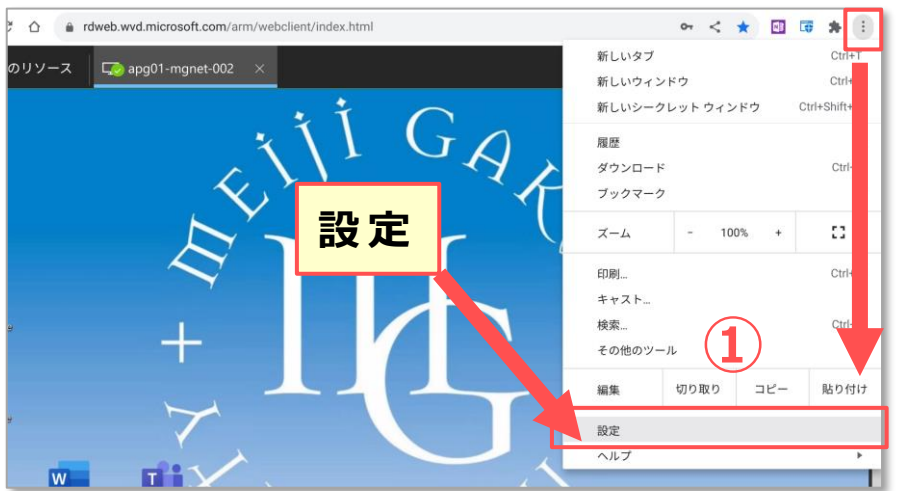 rdweb.wvd.microsoft.com/arm/webclient/index.html
のリソース apg01-mgnet-002 ×
新しいタブ Ctrl+T
新しいウィンドウ Ctrl+
新しいシークレット ウィンドウ Ctrl+Shift+
履歴
ダウンロード Ctrl+
ブックマーク
ズーム - 100% +
印刷... Ctrl+
キャスト...
検索... Ctrl+
その他のツール
編集 切り取り コピー 貼り付け
設定
ヘルプ
設定
①
MEIJI GAK
MG
W
T